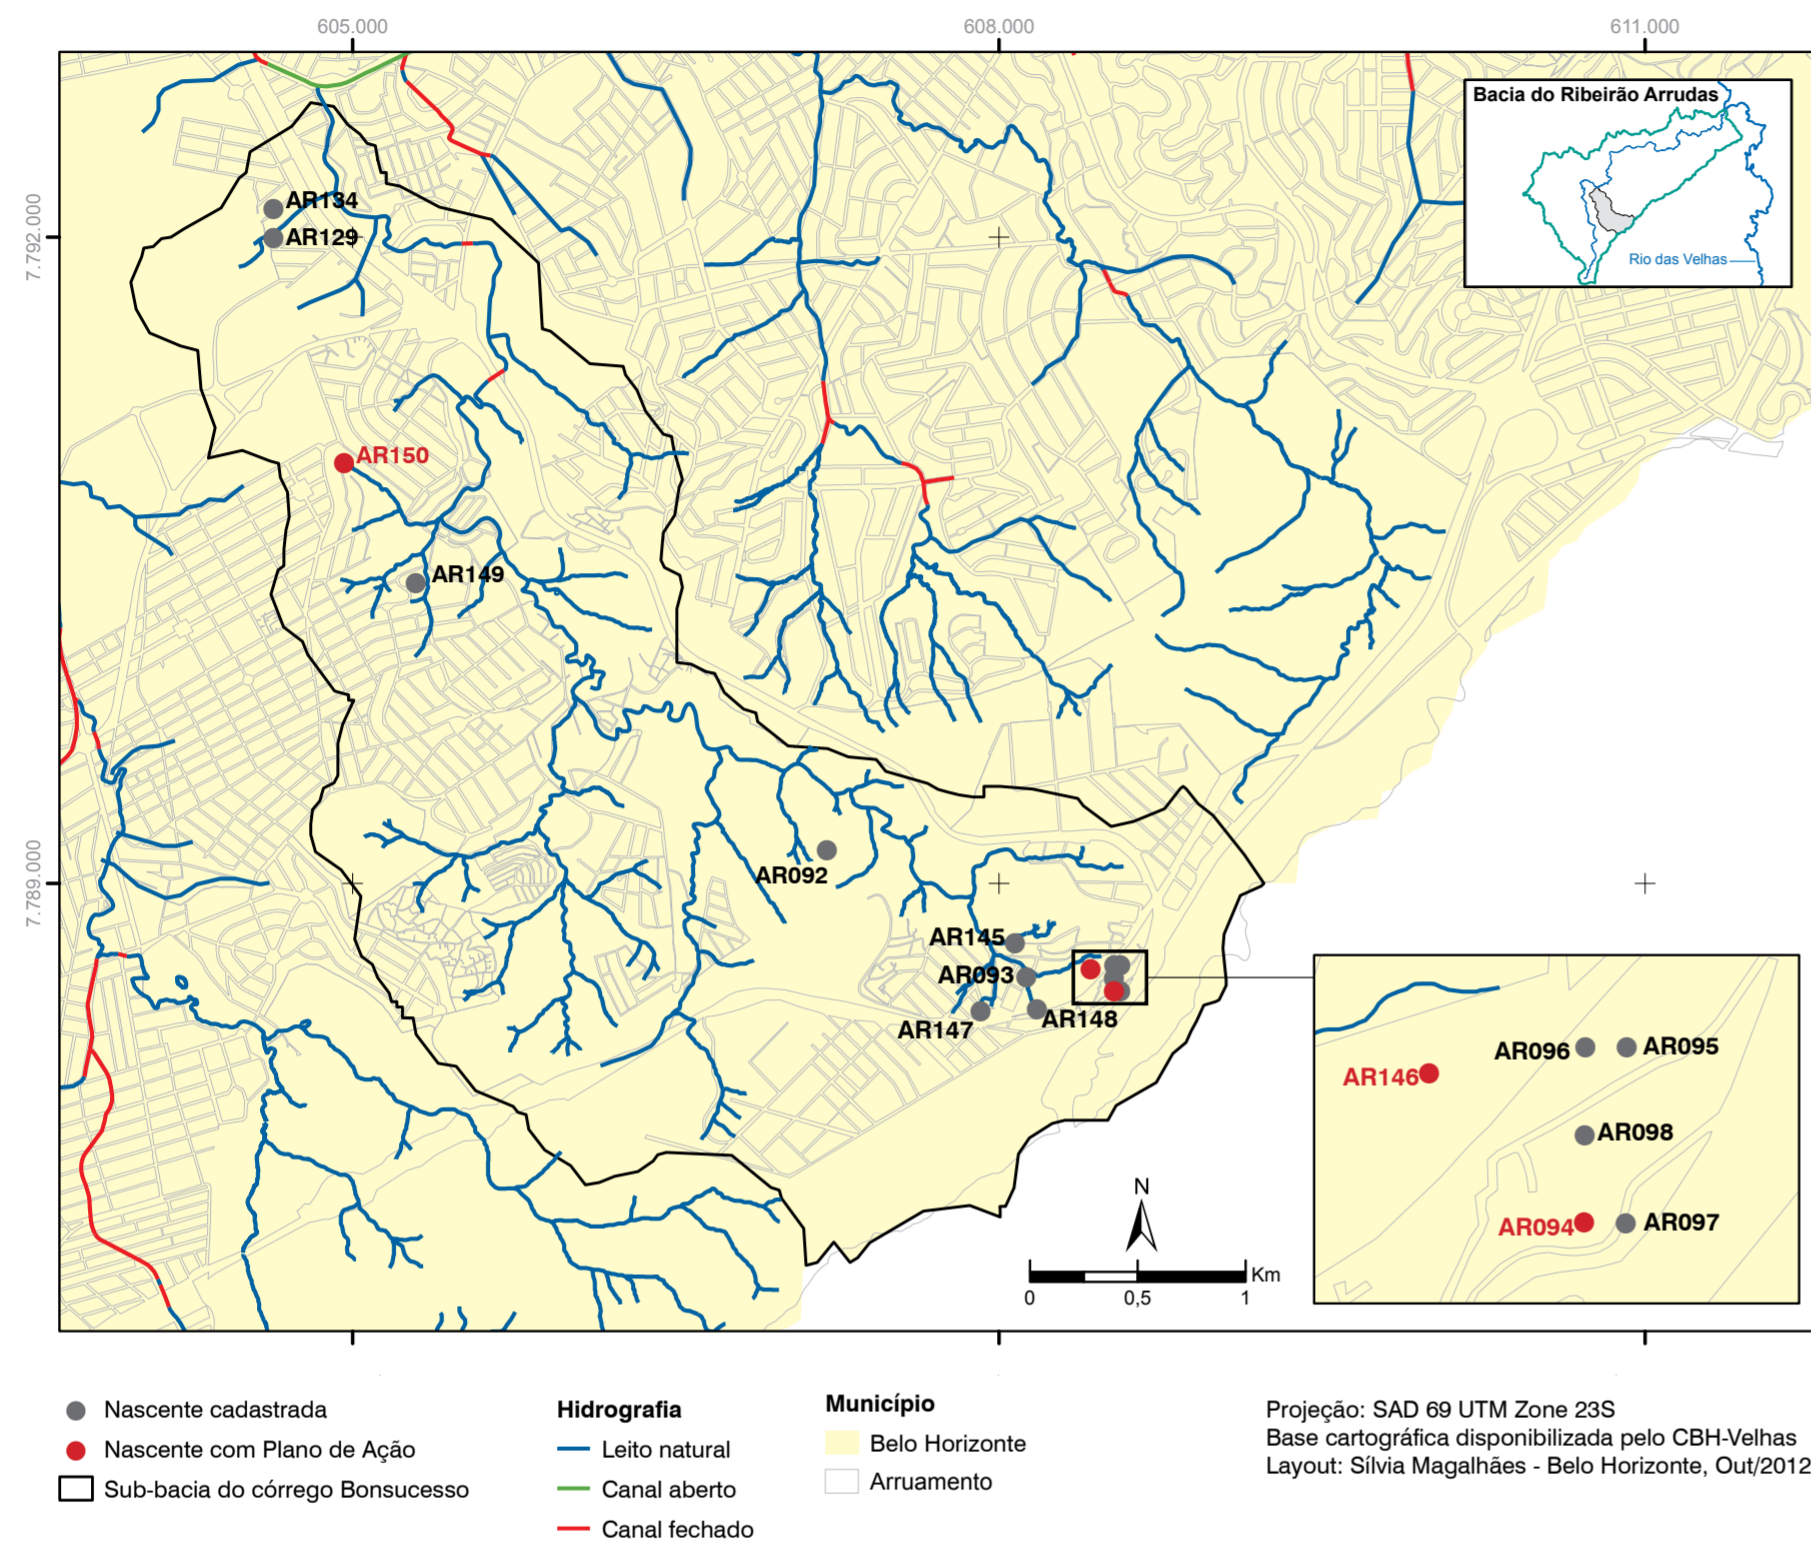 605.000
608.000
611.000
7.792.000
7.789.000
Bacia do Ribeirão Arrudas
Rio das Velhas
AR134
AR129
AR150
AR149
AR092
AR145
AR093
AR147
AR148
AR096
AR095
AR146
AR098
AR094
AR097
N
Km
0
0,5
1
Nascente cadastrada
Nascente com Plano de Ação
Sub-bacia do córrego Bonsucesso
Hidrografia
Leito natural
Canal aberto
Canal fechado
Município
Belo Horizonte
Arruamento
Projeção: SAD 69 UTM Zone 23S
Base cartográfica disponibilizada pelo CBH-Velhas
Layout: Sílvia Magalhães - Belo Horizonte, Out/2012